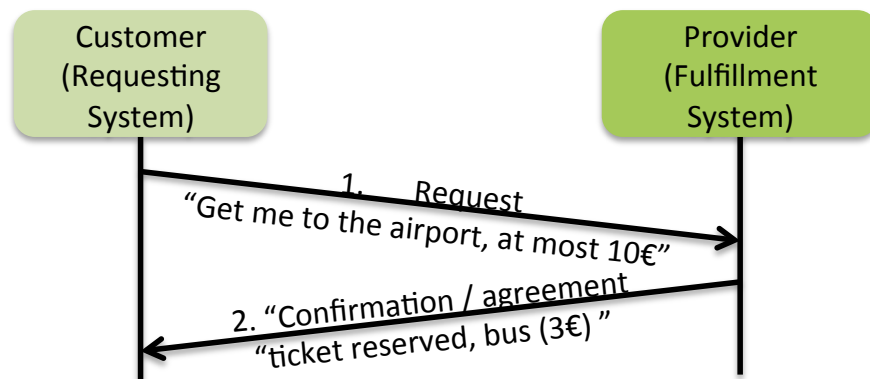 Customer
(Requesting
System)
Provider
(Fulfillment
System)
1. Request
“Get me to the airport, at most 10€”
2. “Confirmation / agreement
“ticket reserved, bus (3€) ”